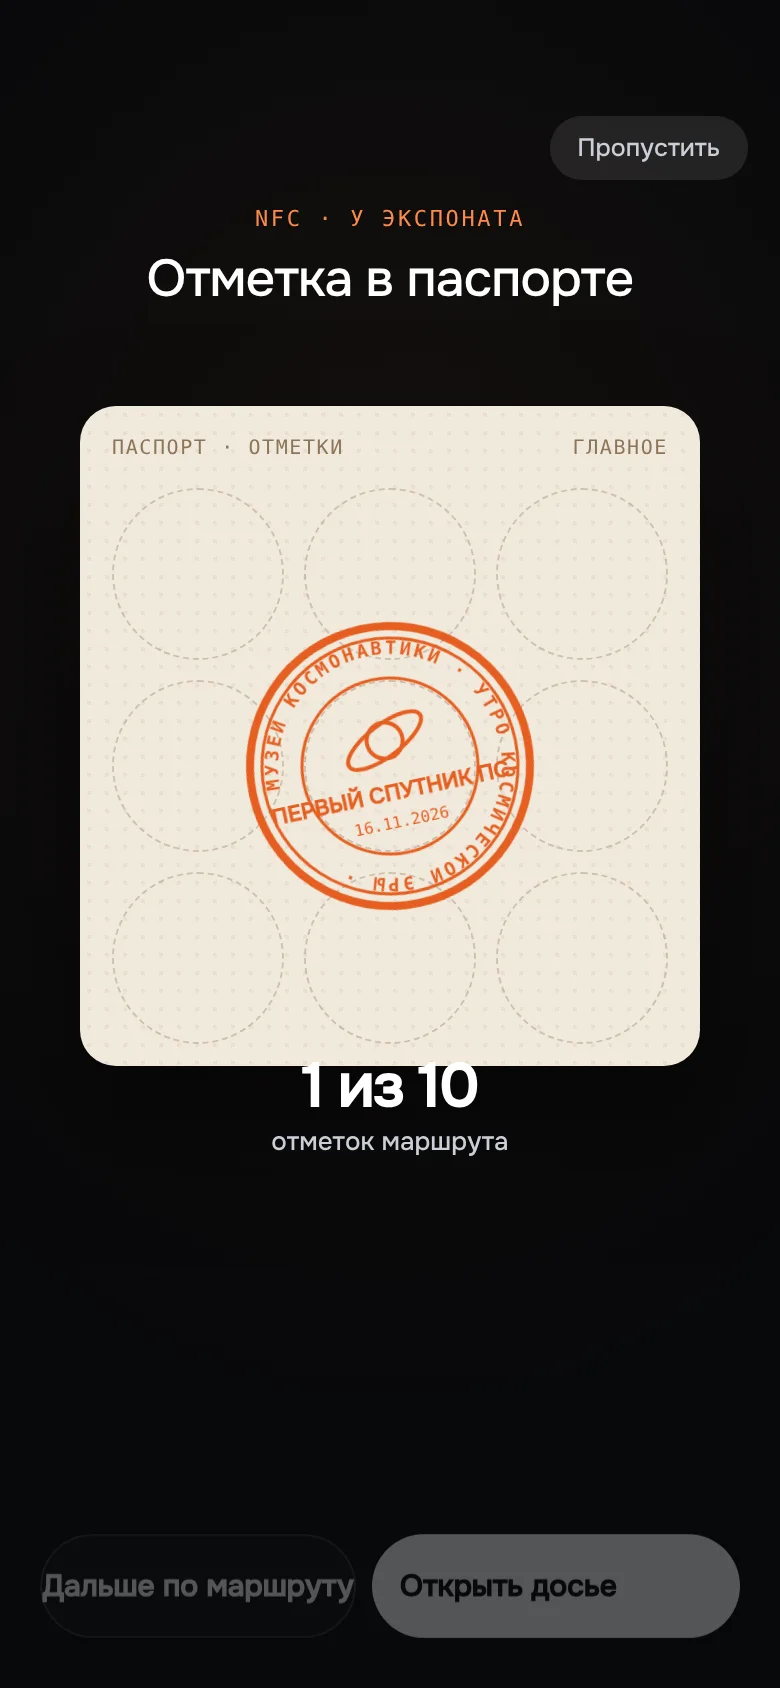 Пропустить
NFC · У ЭКСПОНАТА
Отметка в паспорте
ПАСПОРТ · ОТМЕТКИ
ГЛАВНОЕ
МУЗЕЙ КОСМОНАВТИКИ · УТРО КОСМИЧЕСКОЙ ЭРЫ ·
ПЕРВЫЙ СПУТНИК ПС
16.11.2026
1 из 10
отметок маршрута
Дальше по маршруту
Открыть досье